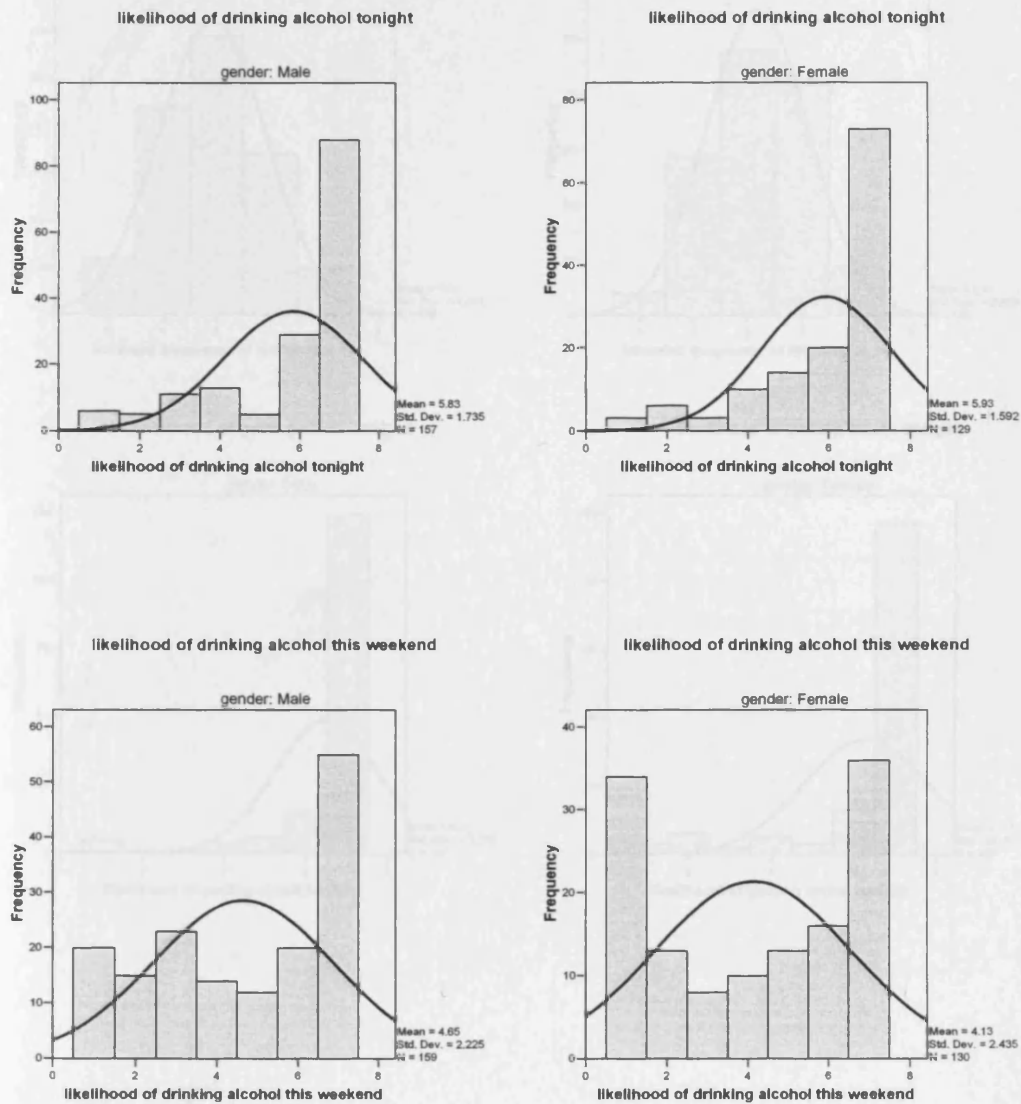 likelihood of drinking alcohol tonight
gender: Male
100
80
60
40
20
0
Frequency
0 2 4 6 8
Mean = 5.83
Std. Dev. = 1.735
N = 157
likelihood of drinking alcohol tonight
likelihood of drinking alcohol tonight
gender: Female
80
60
40
20
0
Frequency
0 2 4 6 8
Mean = 5.93
Std. Dev. = 1.592
N = 129
likelihood of drinking alcohol tonight
likelihood of drinking alcohol this weekend
gender: Male
60
50
40
30
20
10
0
Frequency
0 2 4 6 8
Mean = 4.65
Std. Dev. = 2.225
N = 159
likelihood of drinking alcohol this weekend
likelihood of drinking alcohol this weekend
gender: Female
40
30
20
10
0
Frequency
0 2 4 6 8
Mean = 4.13
Std. Dev. = 2.435
N = 130
likelihood of drinking alcohol this weekend